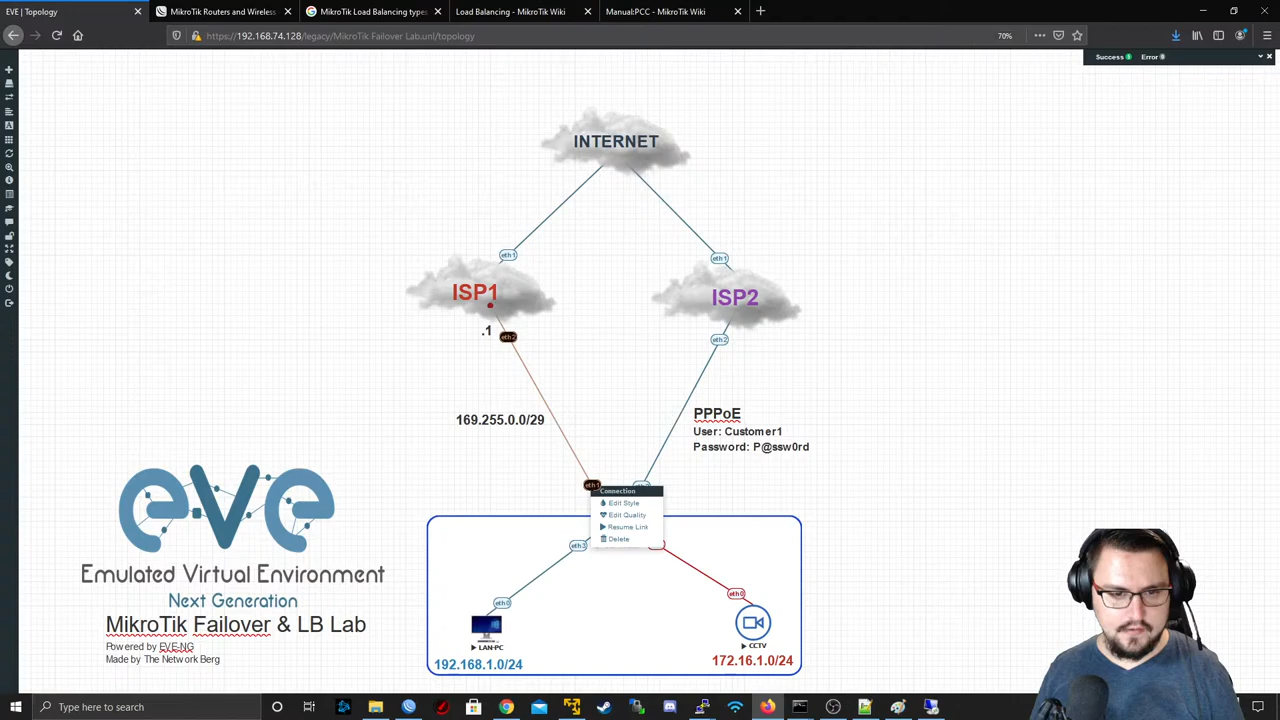 EVE | Topology
MikroTik Routers and Wireless
MikroTik Load Balancing types
Load Balancing - MikroTik Wiki
Manual:PCC - MikroTik Wiki
https://192.168.74.128/legacy/MikroTik Failover Lab.unl/topology
70%
Success
Error
INTERNET
eth1
eth1
ISP1
ISP2
.1
eth2
eth2
169.255.0.0/29
PPPoE
User: Customer1
Password: P@ssw0rd
eth1
Connection
Edit Style
Edit Quality
Resume Link
Delete
eth3
eth0
eth0
LAN-PC
CCTV
192.168.1.0/24
172.16.1.0/24
eve
Emulated Virtual Environment
Next Generation
MikroTik Failover & LB Lab
Powered by EVE-NG
Made by The Network Berg
Type here to search